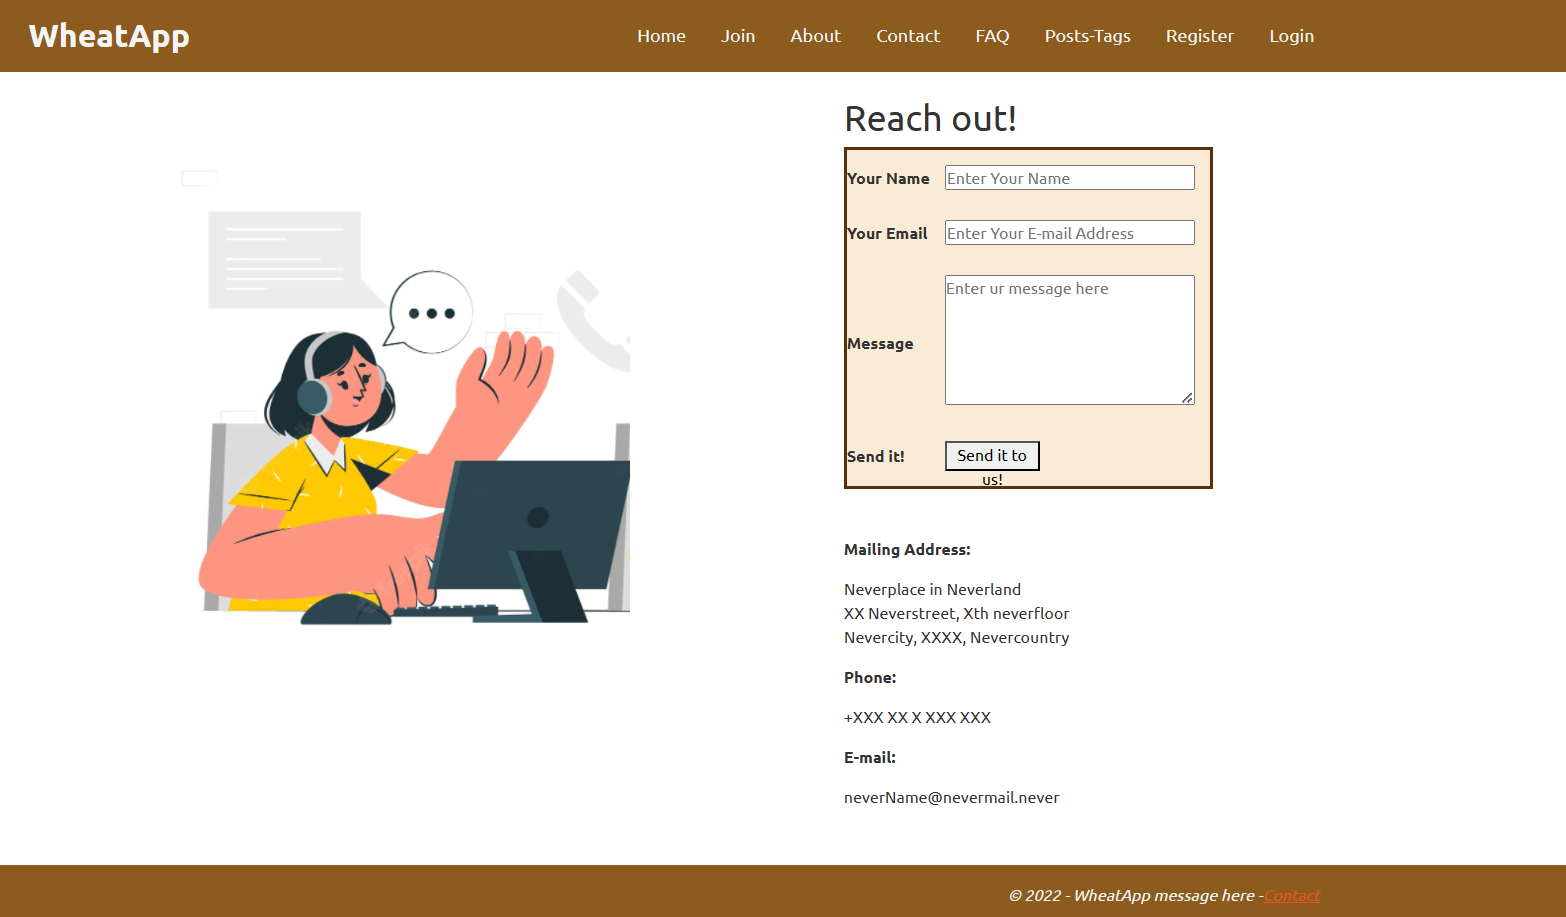 WheatApp
Home Join About Contact FAQ Posts-Tags Register Login
Reach out!
Your Name Enter Your Name
Your Email Enter Your E-mail Address
Message Enter ur message here
Send it! Send it to
us!
Mailing Address:
Neverplace in Neverland
XX Neverstreet, Xth neverfloor
Nevercity, XXXX, Nevercountry
Phone:
+XXX XX X XXX XXX
E-mail:
neverName@nevermail.never
© 2022 - WheatApp message here -Contact